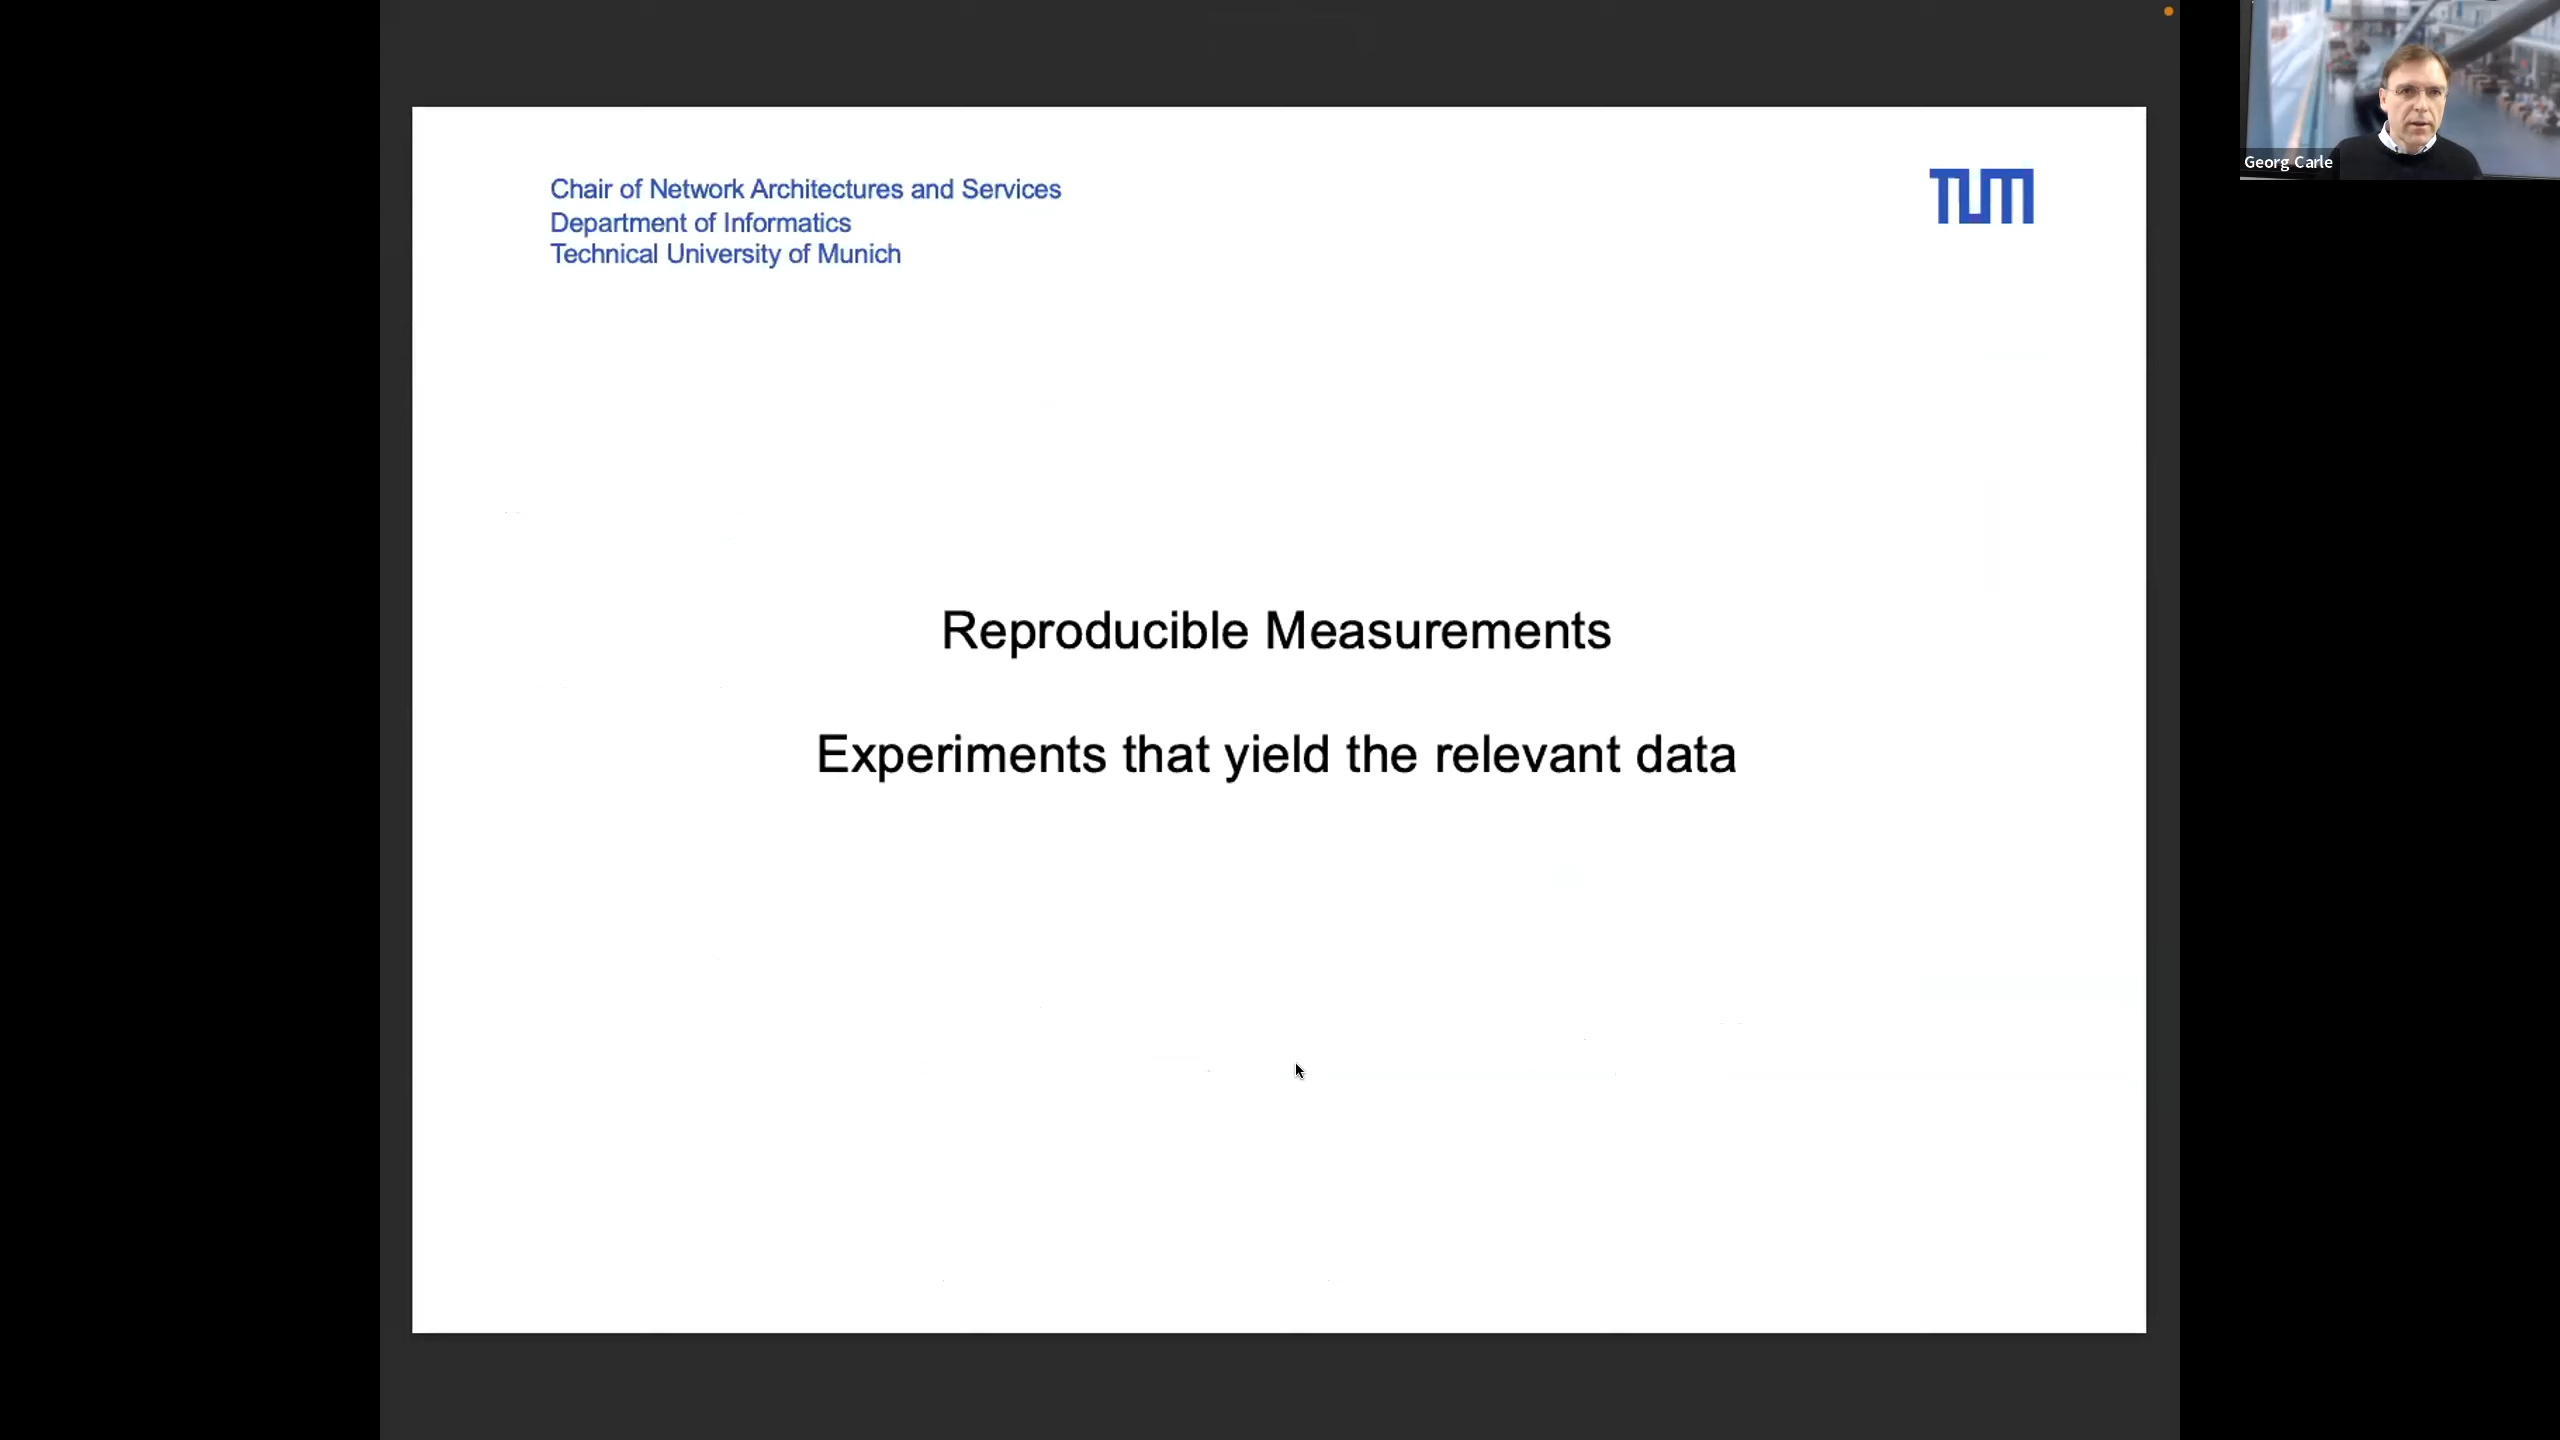 Chair of Network Architectures and Services
Department of Informatics
Technical University of Munich
TUM
Georg Carle
Reproducible Measurements
Experiments that yield the relevant data